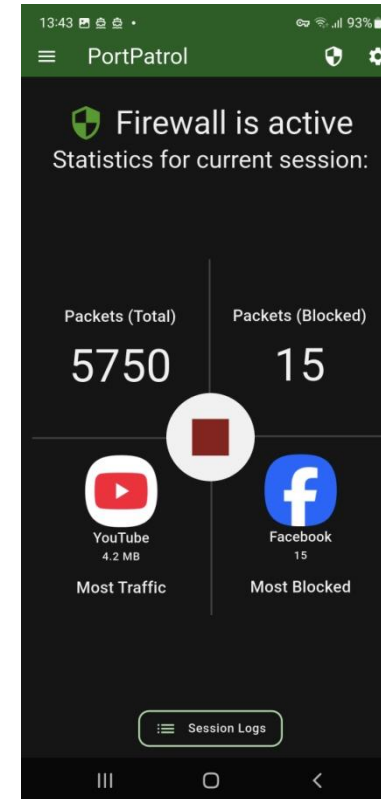 13:43 93%
PortPatrol
Firewall is active
Statistics for current session:
Packets (Total)
5750
Packets (Blocked)
15
YouTube
4.2 MB
Most Traffic
Facebook
15
Most Blocked
Session Logs